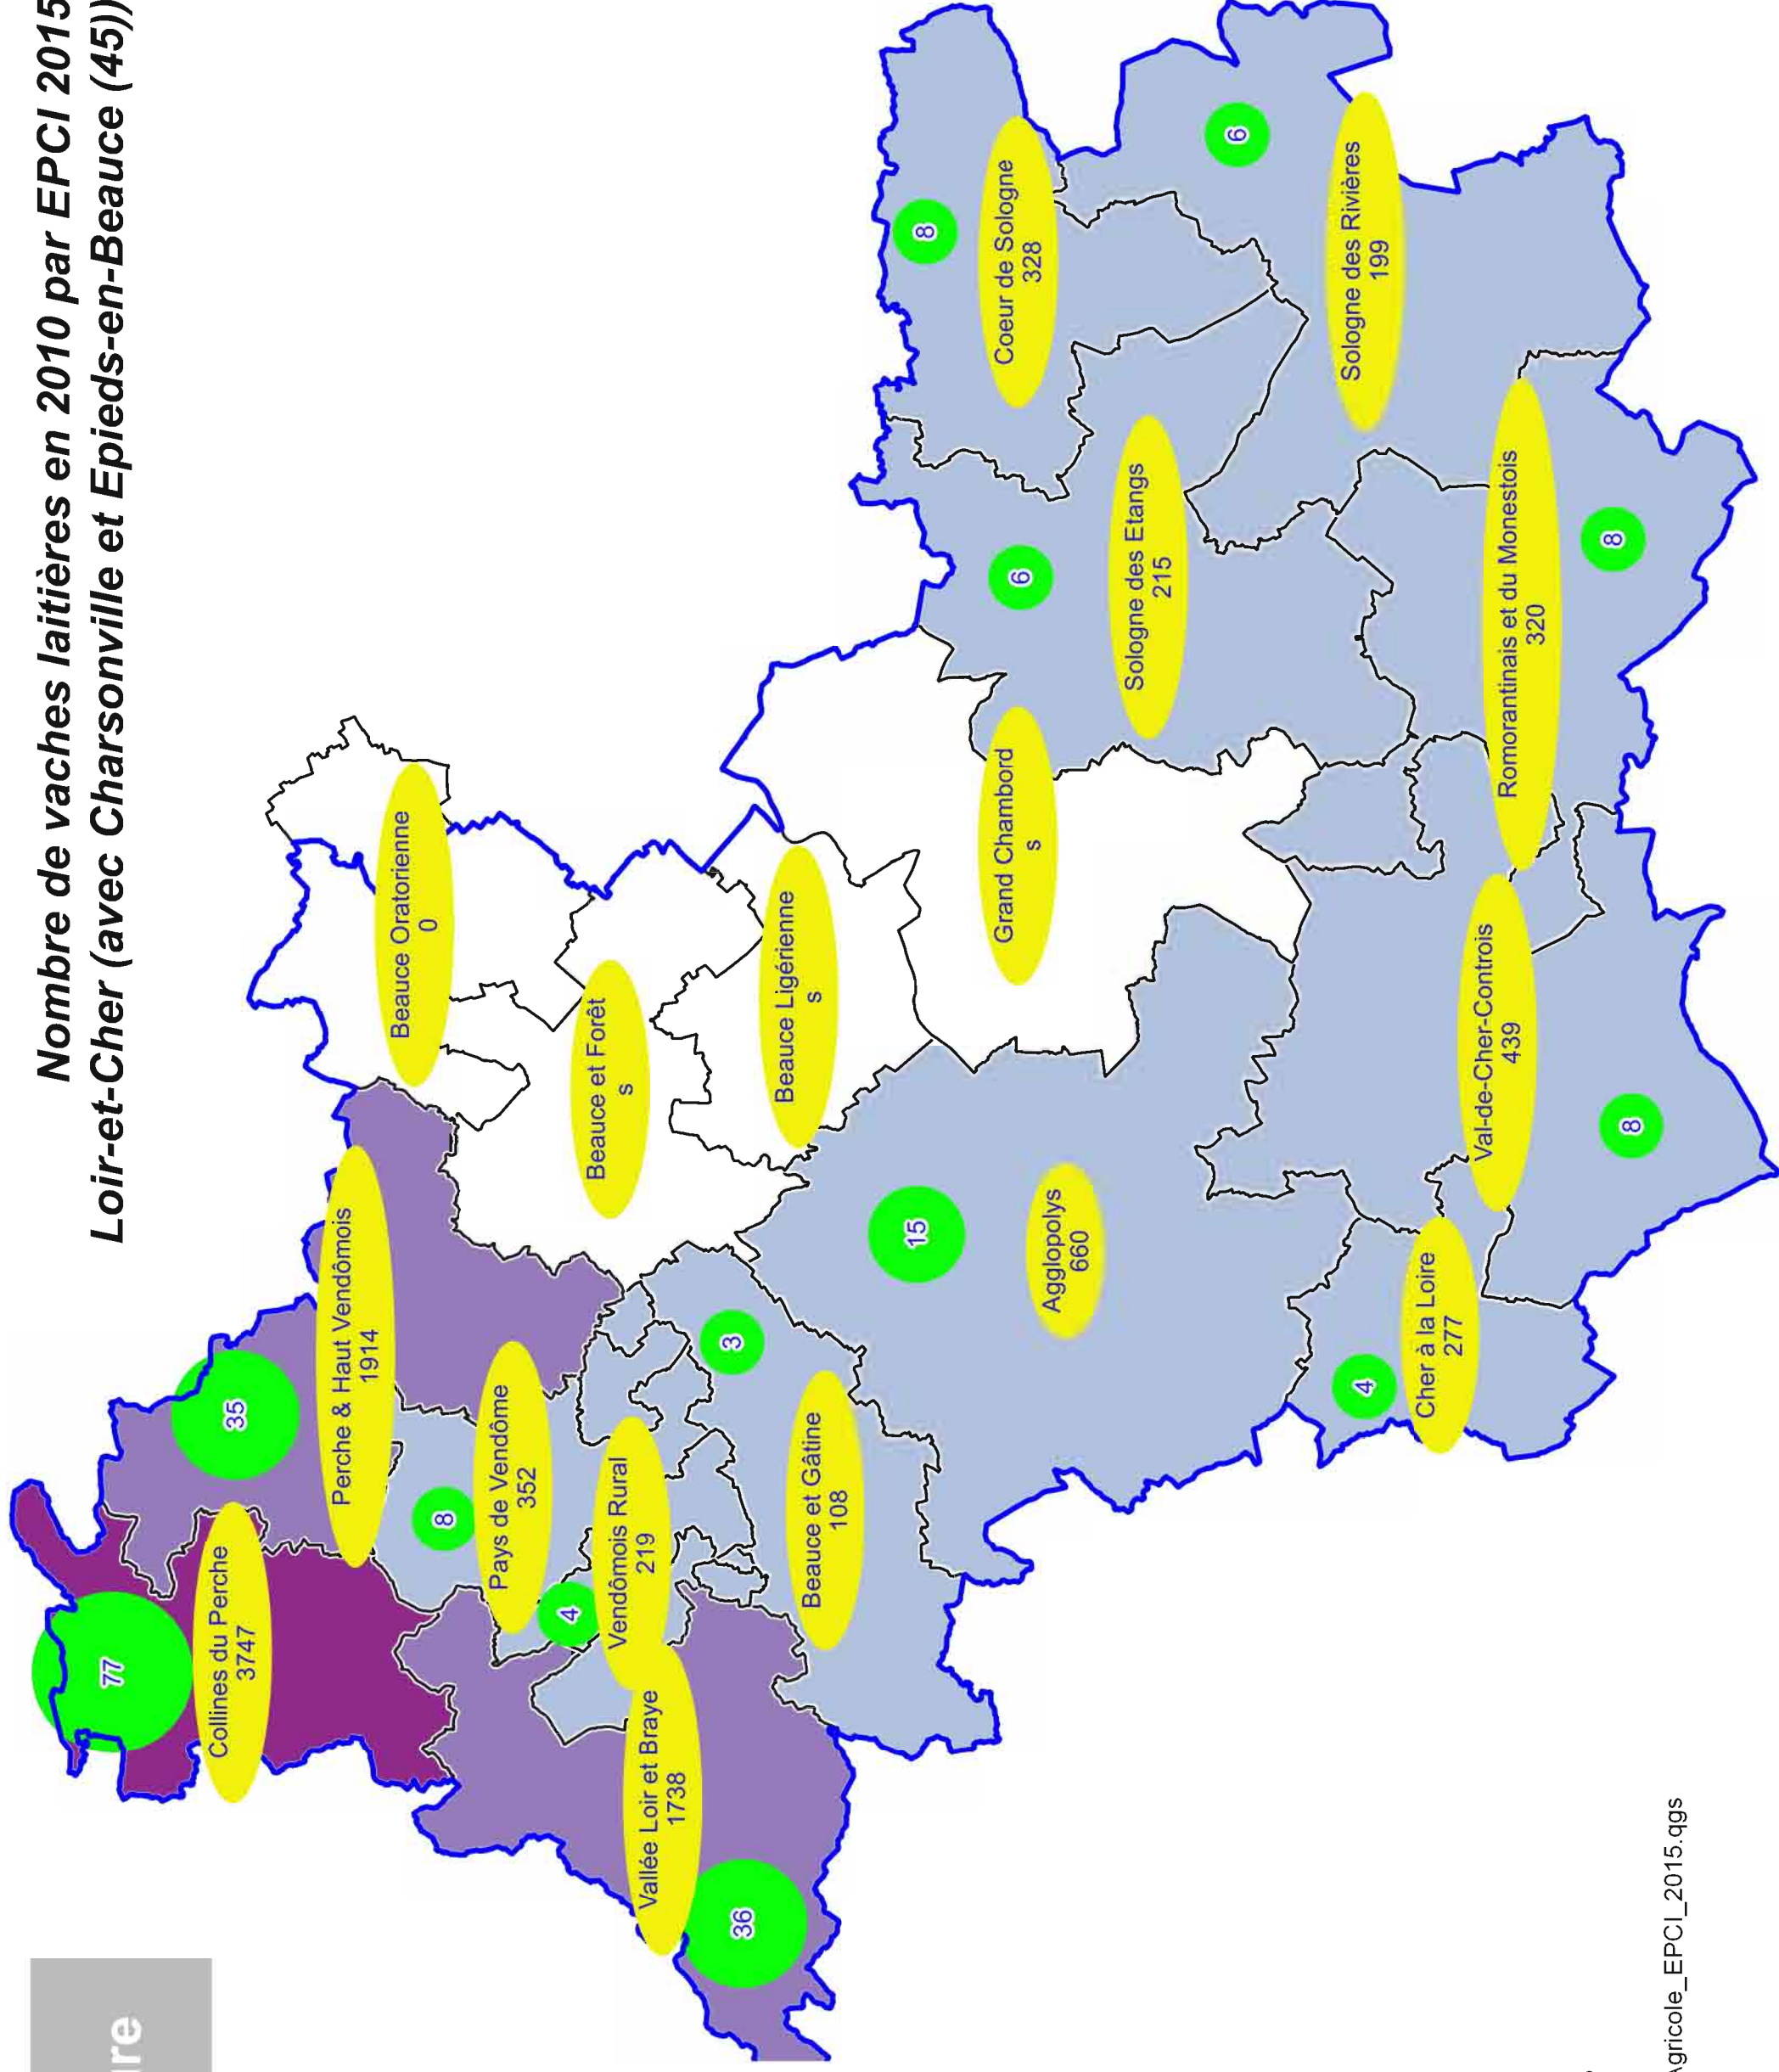 Nombre de vaches laitières en 2010 par EPCI 2015
Loir-et-Cher (avec Charsonville et Epieds-en-Beauce (45))
77
Collines du Perche
3747
35
Perche & Haut Vendômois
1914
Beauce Oratorienne
0
8
Pays de Vendôme
352
4
Vendômois Rural
219
Beauce et Forêt
s
Vallée Loir et Braye
1738
36
3
Beauce et Gâtine
108
Beauce Ligérienne
s
15
Agglopolys
660
Grand Chambord
s
6
Sologne des Etangs
215
8
Coeur de Sologne
328
6
Sologne des Rivières
199
4
Cher à la Loire
277
Val-de-Cher-Controis
439
8
Romorantinais et du Monestois
320
8
Agricole_EPCI_2015.qgs